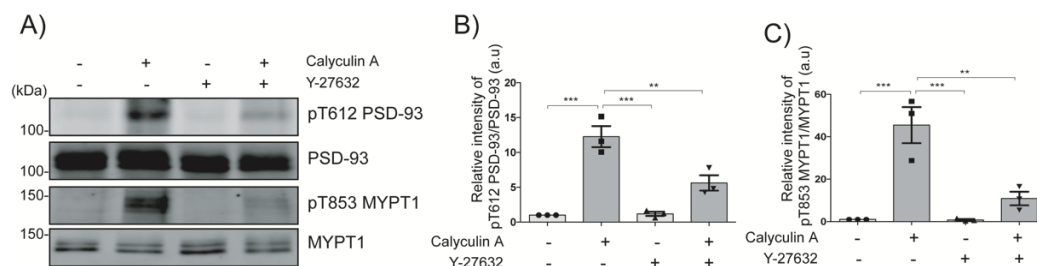 A)
- + - + Calyculin A
- - + + Y-27632
(kDa)
pT612 PSD-93
100-
PSD-93
100-
150-
pT853 MYPT1
150-
MYPT1
B)
Relative intensity of
pT612 PSD-93/PSD-93 (a.u)
20
15
10
5
0
**
*** ***
Calyculin A - + - +
Y-27632 - - + +
C)
Relative intensity of
pT853 MYPT1/MYPT1 (a.u)
60
40
20
0
**
*** ***
Calyculin A - + - +
Y-27632 - - + +